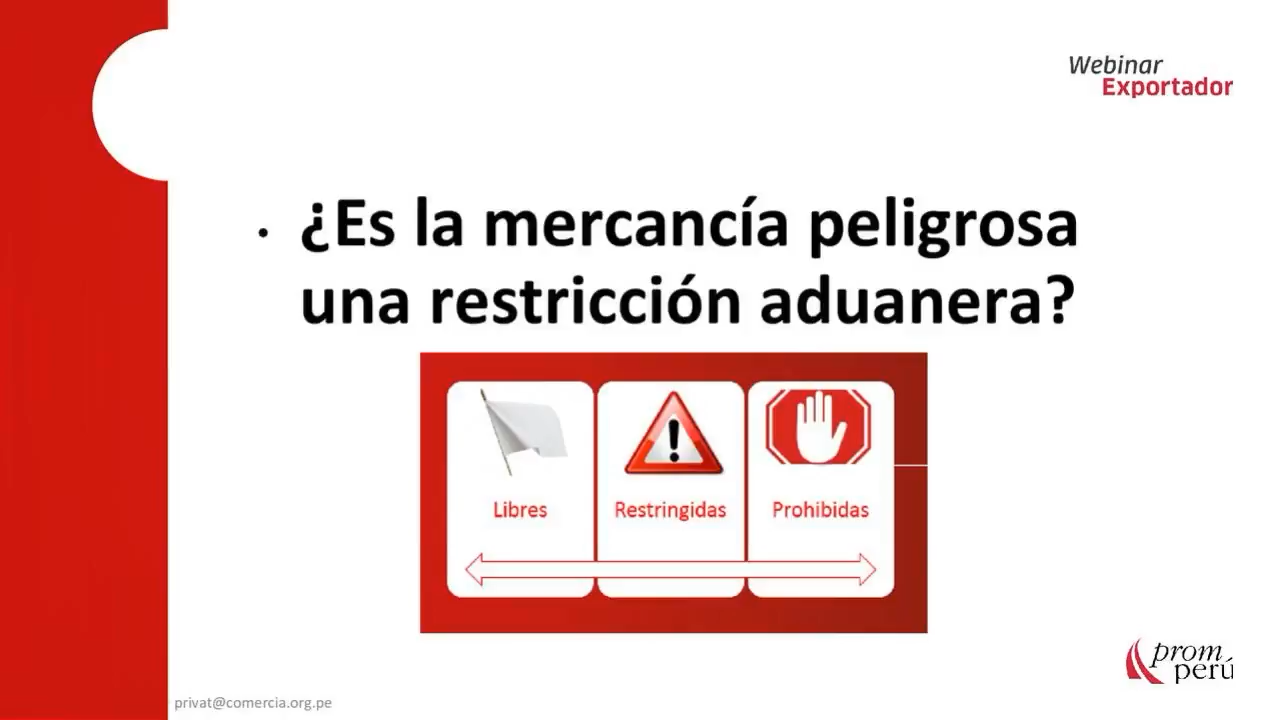 Webinar
Exportador
• ¿Es la mercancía peligrosa
una restricción aduanera?
Libres
Restringidas
Prohibidas
prom
perú
privat@comercia.org.pe